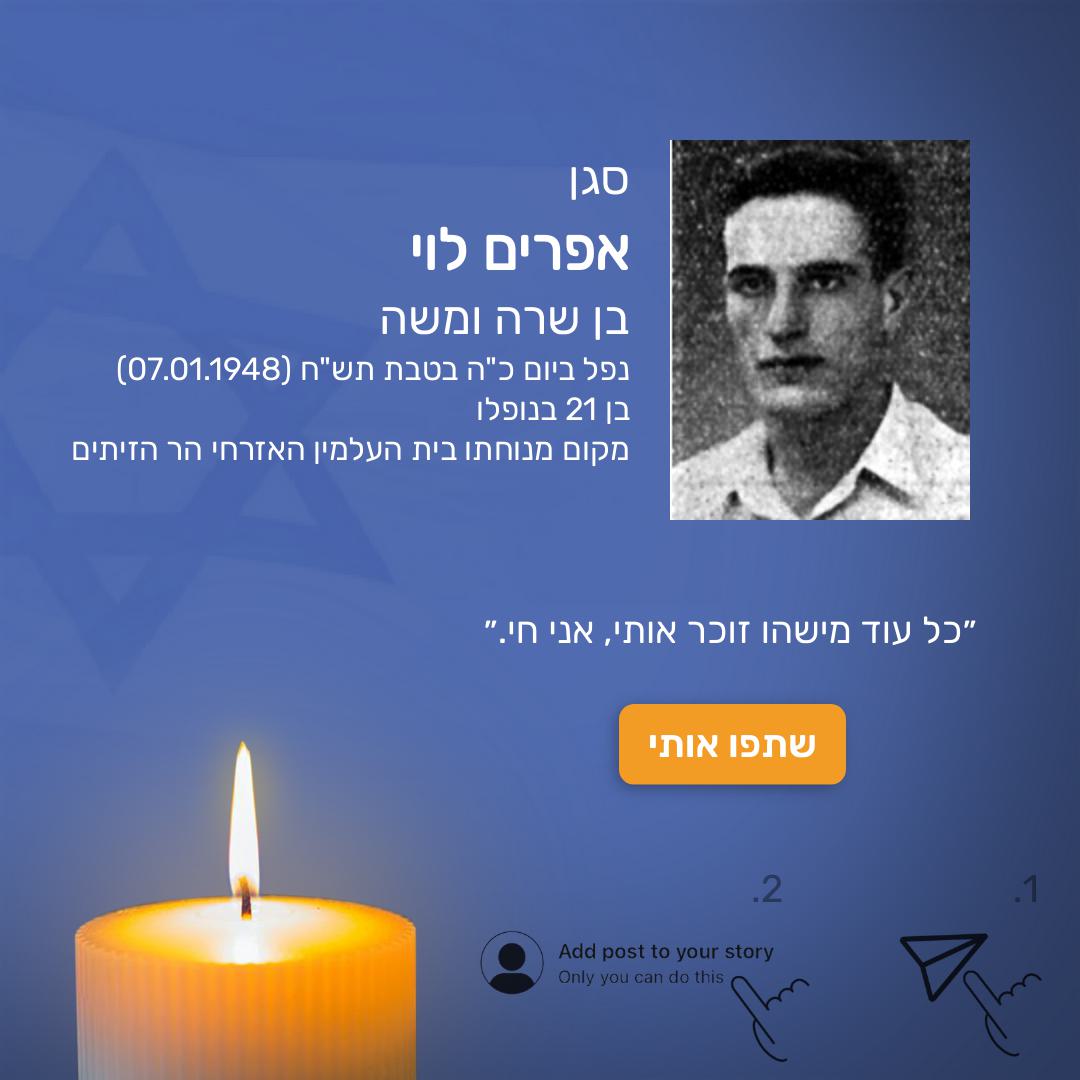 סגן
אפרים לוי
בן שרה ומשה
נפל ביום כ"ה בטבת תש"ח (07.01.1948)
בן 21 בנופלו
מקום מנוחתו בית העלמין האזרחי הר הזיתים
״כל עוד מישהו זוכר אותי, אני חי.״
שתפו אותי
1.
2.
Add post to your story
Only you can do this